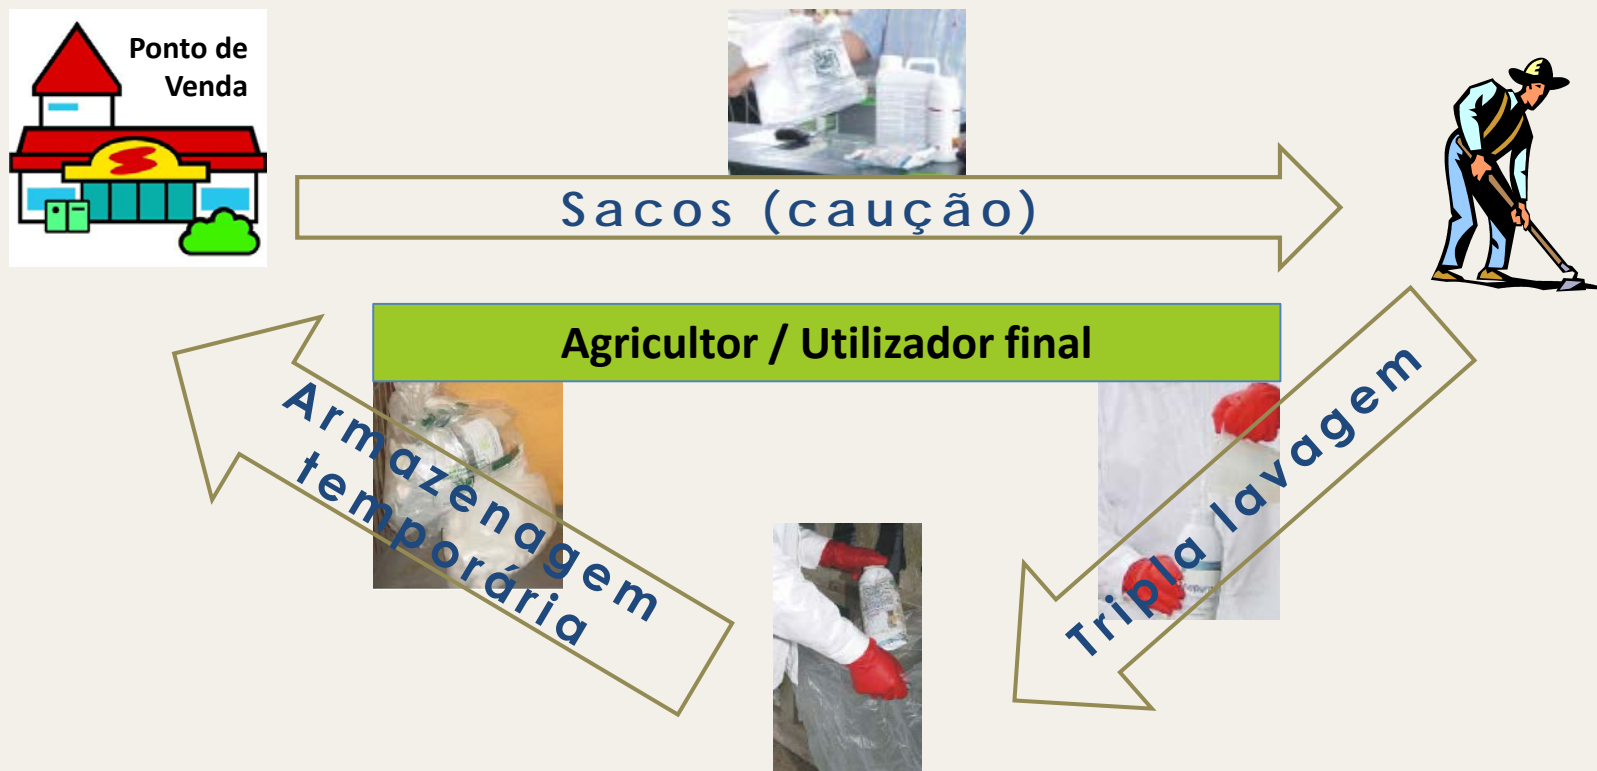 Ponto de
Venda
Sacos (caução)
Agricultor / Utilizador final
Tripla lavagem
Armazenagem
temporária